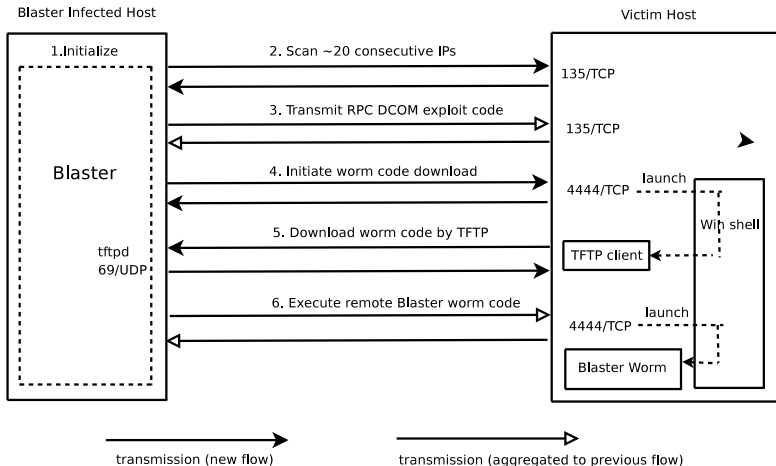 Blaster Infected Host
Victim Host
1.Initialize
2. Scan ~20 consecutive IPs
135/TCP
3. Transmit RPC DCOM exploit code
135/TCP
Blaster
4. Initiate worm code download
4444/TCP
launch
Win shell
5. Download worm code by TFTP
tftpd
69/UDP
TFTP client
6. Execute remote Blaster worm code
launch
4444/TCP
Blaster Worm
transmission (new flow)
transmission (aggregated to previous flow)